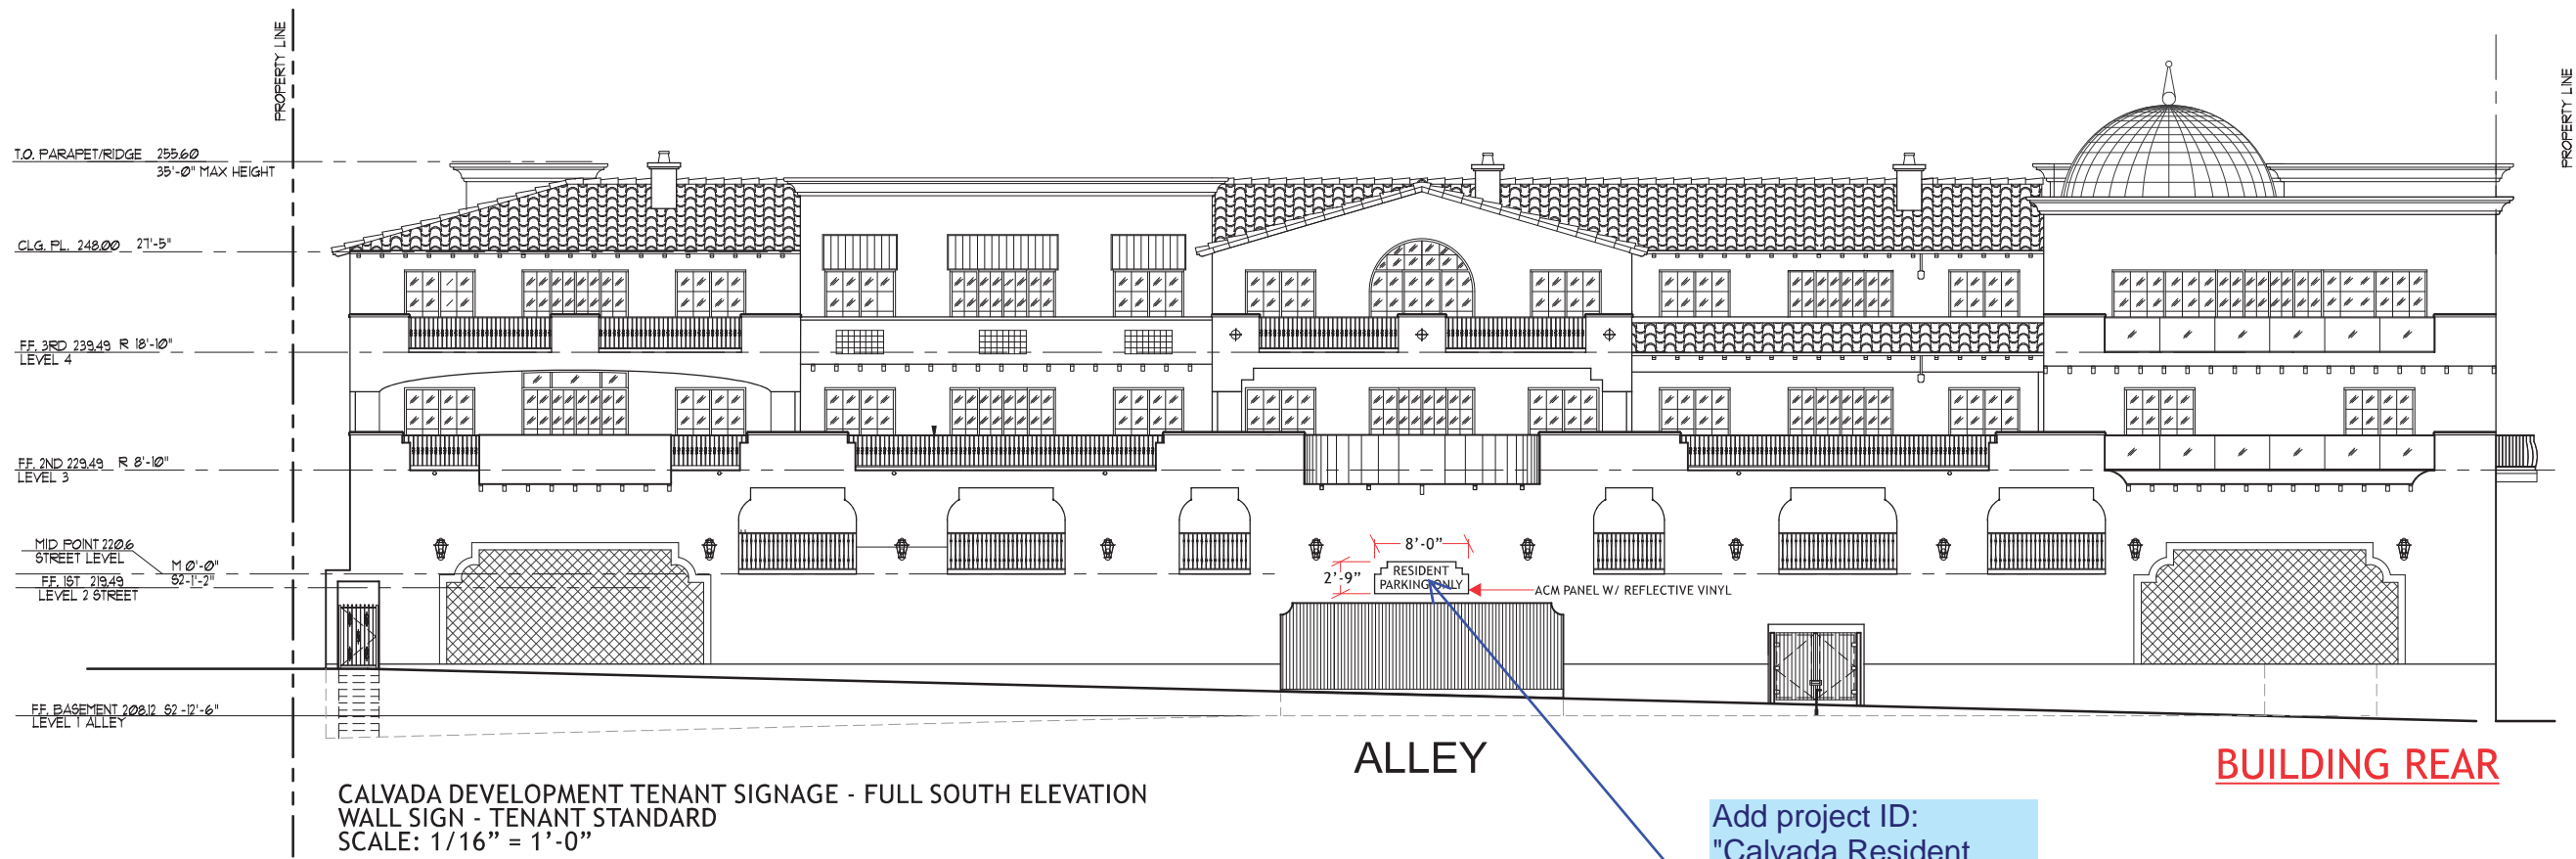 PROPERTY LINE
PROPERTY LINE
T.O. PARAPET/RIDGE 255.60
35'-0" MAX HEIGHT
CLG. PL. 248.00 27'-5"
F.F. 3RD 239.49 R 18'-10"
LEVEL 4
F.F. 2ND 229.49 R 8'-10"
LEVEL 3
MID POINT 220.6
STREET LEVEL
M 0'-0"
F.F. 1ST 219.49 S2-1'-2"
LEVEL 2 STREET
8'-0"
2'-9"
RESIDENT
PARKING ONLY
ACM PANEL W/ REFLECTIVE VINYL
F.F. BASEMENT 208.12 S2 -12'-6"
LEVEL 1 ALLEY
ALLEY
BUILDING REAR
CALVADA DEVELOPMENT TENANT SIGNAGE - FULL SOUTH ELEVATION
WALL SIGN - TENANT STANDARD
SCALE: 1/16" = 1'-0"
Add project ID:
"Calvada Resident